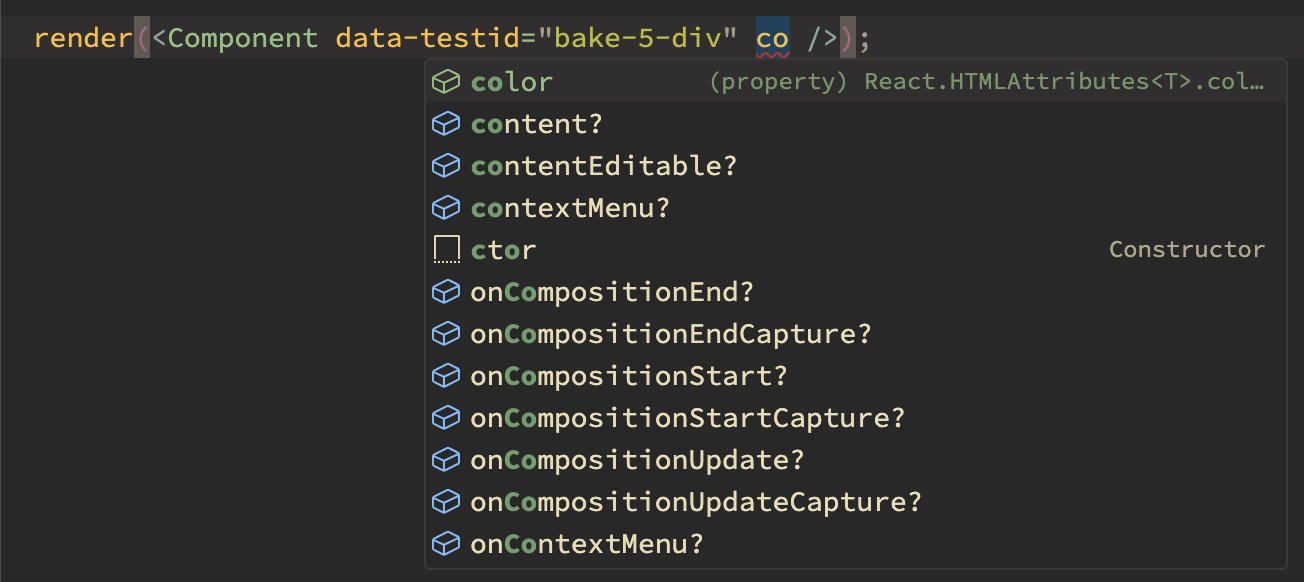 render(<Component data-testid="bake-5-div" co />);
color (property) React.HTMLAttributes<T>.col…
content?
contentEditable?
contextMenu?
ctor Constructor
onCompositionEnd?
onCompositionEndCapture?
onCompositionStart?
onCompositionStartCapture?
onCompositionUpdate?
onCompositionUpdateCapture?
onContextMenu?